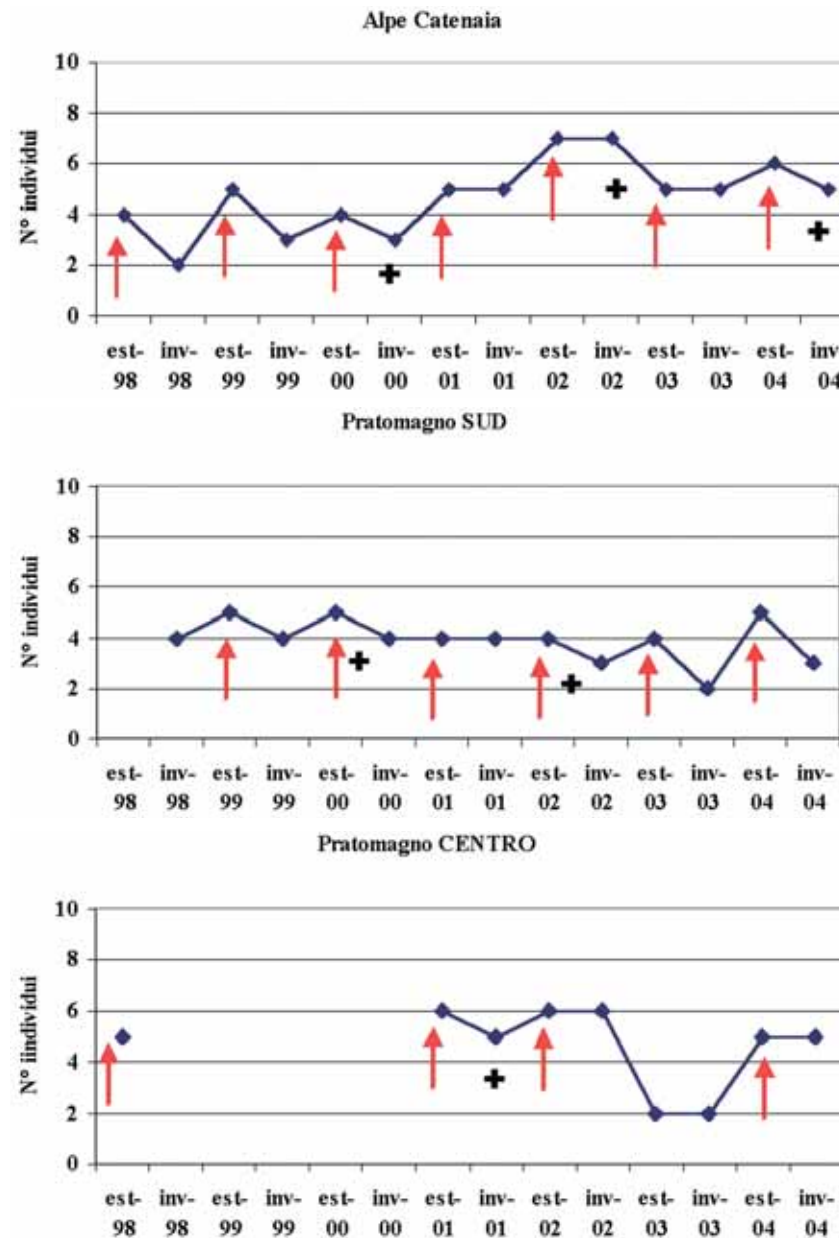 Alpe Catenaia
N° individui
10
8
6
4
2
0
est- inv- est- inv- est- inv- est- inv- est- inv- est- inv- est- inv
98 98 99 99 00 00 01 01 02 02 03 03 04 04
Pratomagno SUD
N° individui
10
8
6
4
2
0
est- inv- est- inv- est- inv- est- inv- est- inv- est- inv- est- inv-
98 98 99 99 00 00 01 01 02 02 03 03 04 04
Pratomagno CENTRO
N° iindividui
10
8
6
4
2
0
est- inv- est- inv- est- inv- est- inv- est- inv- est- inv- est- inv-
98 98 99 99 00 00 01 01 02 02 03 03 04 04